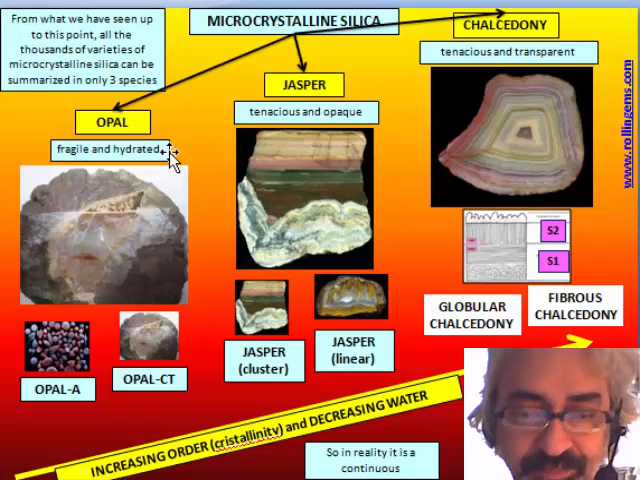 From what we have seen up
to this point, all the
thousands of varieties of
microcrystalline silica can be
summarized in only 3 species
MICROCRYSTALLINE SILICA
CHALCEDONY
tenacious and transparent
JASPER
tenacious and opaque
OPAL
fragile and hydrated
www.rollingems.com
S2
S1
GLOBULAR
CHALCEDONY
FIBROUS
CHALCEDONY
JASPER
(cluster)
JASPER
(linear)
OPAL-A
OPAL-CT
INCREASING ORDER (cristallinity) and DECREASING WATER
So in reality it is a
continuous